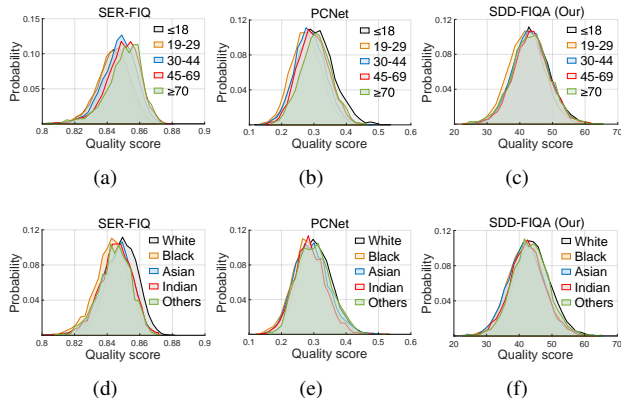 SER-FIQ
Probability
0.15
0.10
0.05
≤18
19-29
30-44
45-69
≥70
0.8 0.82 0.84 0.86 0.88 0.9
Quality score
(a)
PCNet
Probability
0.12
0.08
0.04
≤18
19-29
30-44
45-69
≥70
0.1 0.2 0.3 0.4 0.5 0.6
Quality score
(b)
SDD-FIQA (Our)
Probability
0.12
0.08
0.04
≤18
19-29
30-44
45-69
≥70
20 30 40 50 60 70
Quality score
(c)
SER-FIQ
Probability
0.12
0.08
0.04
White
Black
Asian
Indian
Others
0.8 0.82 0.84 0.86 0.88 0.9
Quality score
(d)
PCNet
Probability
0.12
0.08
0.04
White
Black
Asian
Indian
Others
0.1 0.2 0.3 0.4 0.5 0.6
Quality score
(e)
SDD-FIQA (Our)
Probability
0.12
0.08
0.04
White
Black
Asian
Indian
Others
20 30 40 50 60 70
Quality score
(f)